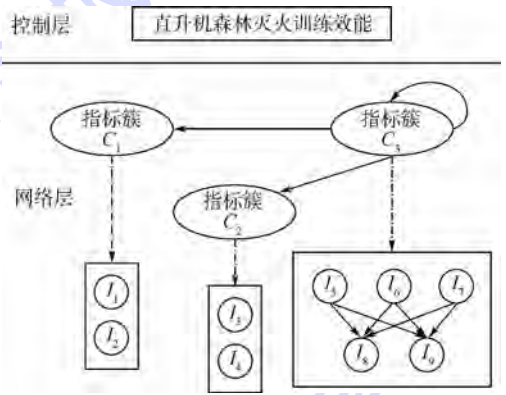 控制层
直升机森林灭火训练效能
指标簇
C₁
指标簇
C₃
网络层
指标簇
C₂
I₁
I₂
I₃
I₄
I₅ I₆ I₇
I₈ I₉